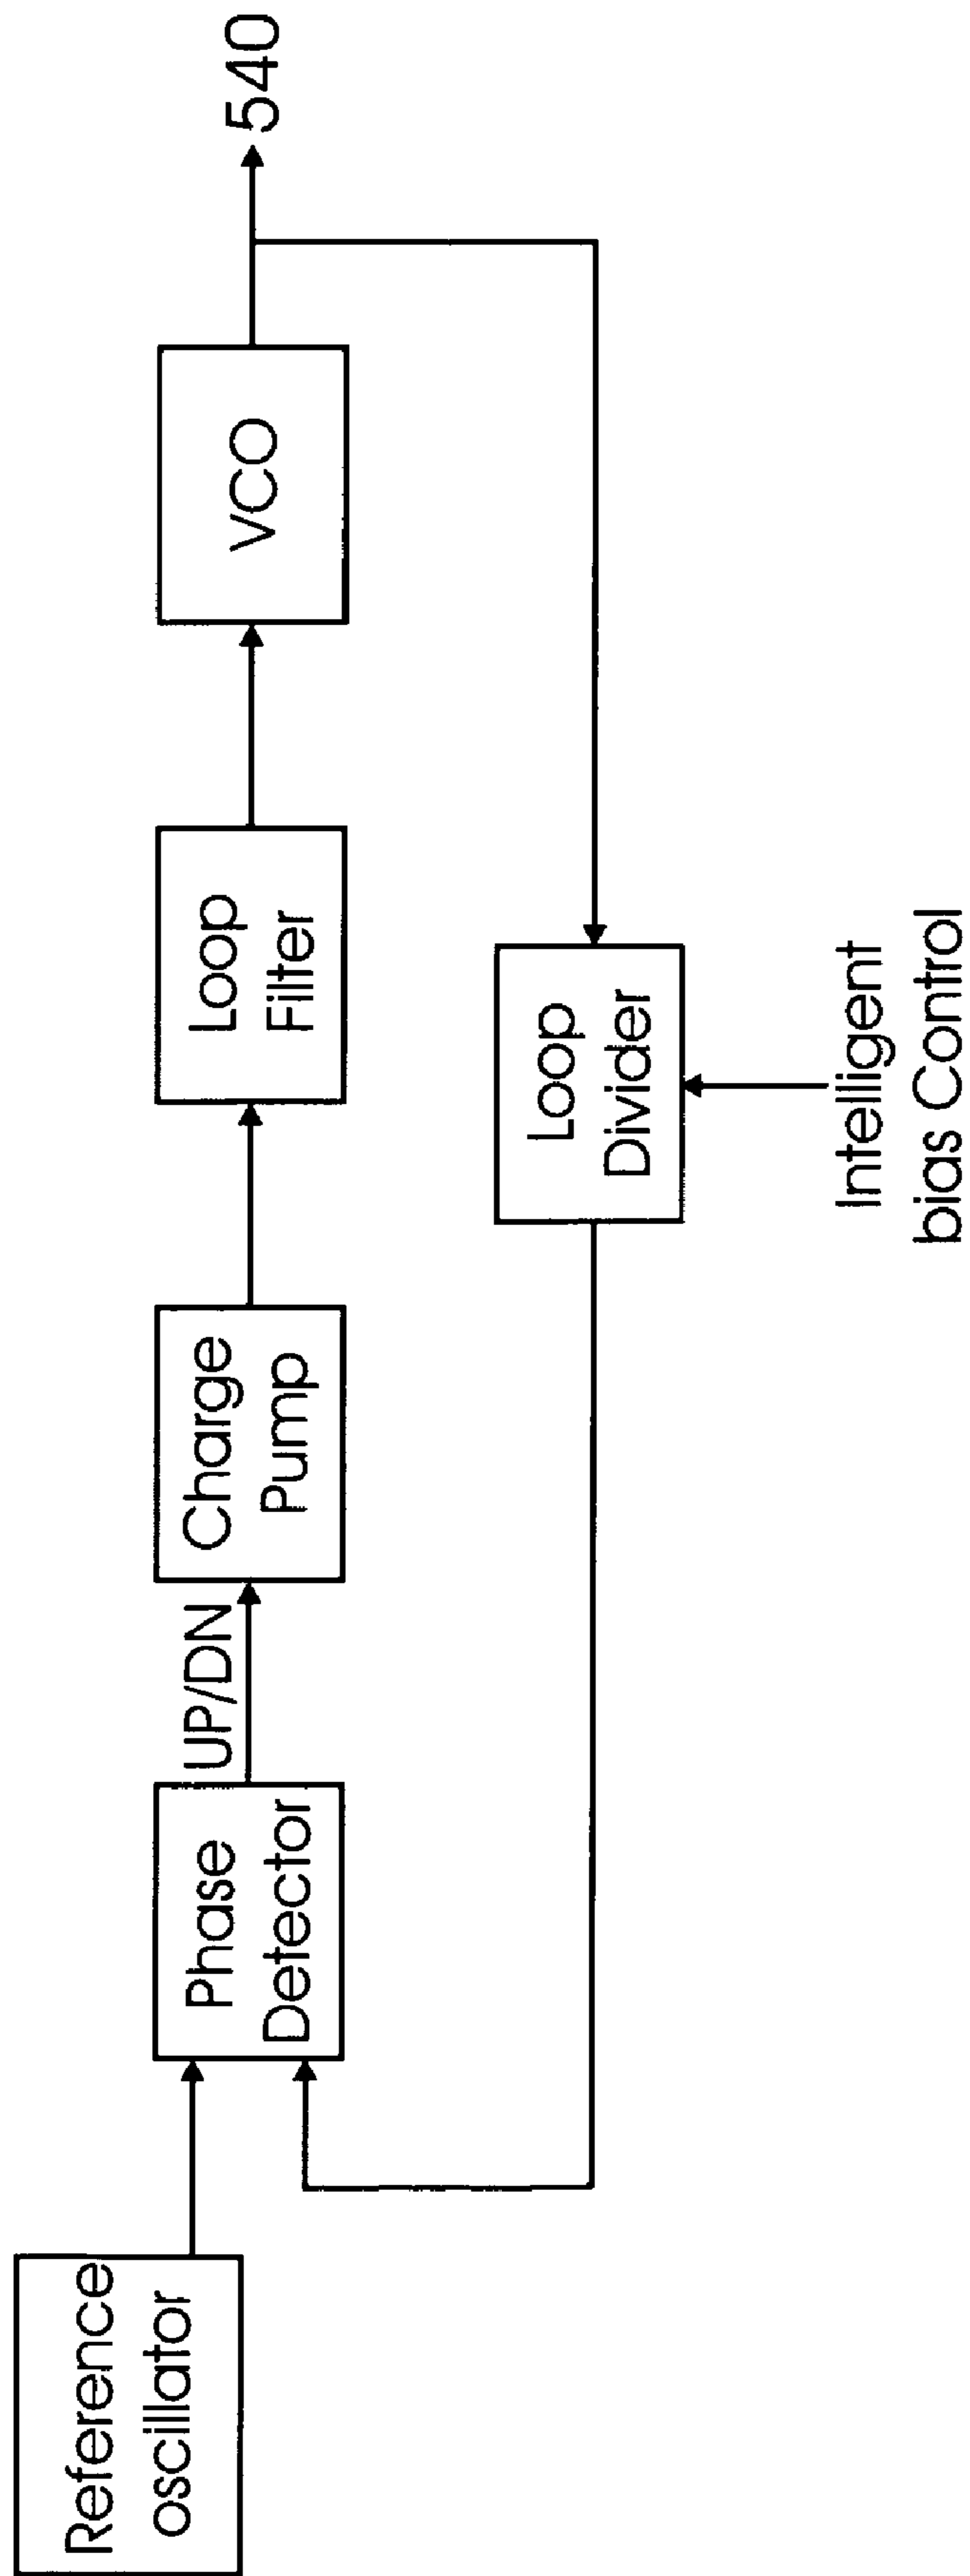 Reference
oscillator
Phase
Detector
UP/DN
Charge
Pump
Loop
Filter
VCO
540
Loop
Divider
Intelligent
bias Control